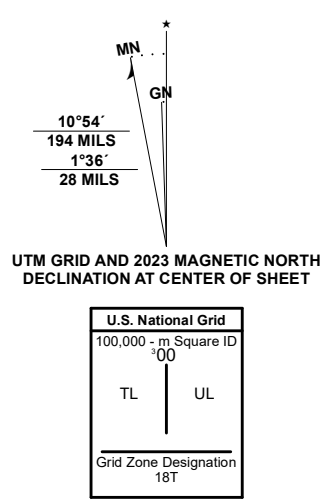 ★
MN
GN
10°54´
194 MILS
1°36´
28 MILS
UTM GRID AND 2023 MAGNETIC NORTH
DECLINATION AT CENTER OF SHEET
U.S. National Grid
100,000 - m Square ID
³00
TL UL
Grid Zone Designation
18T